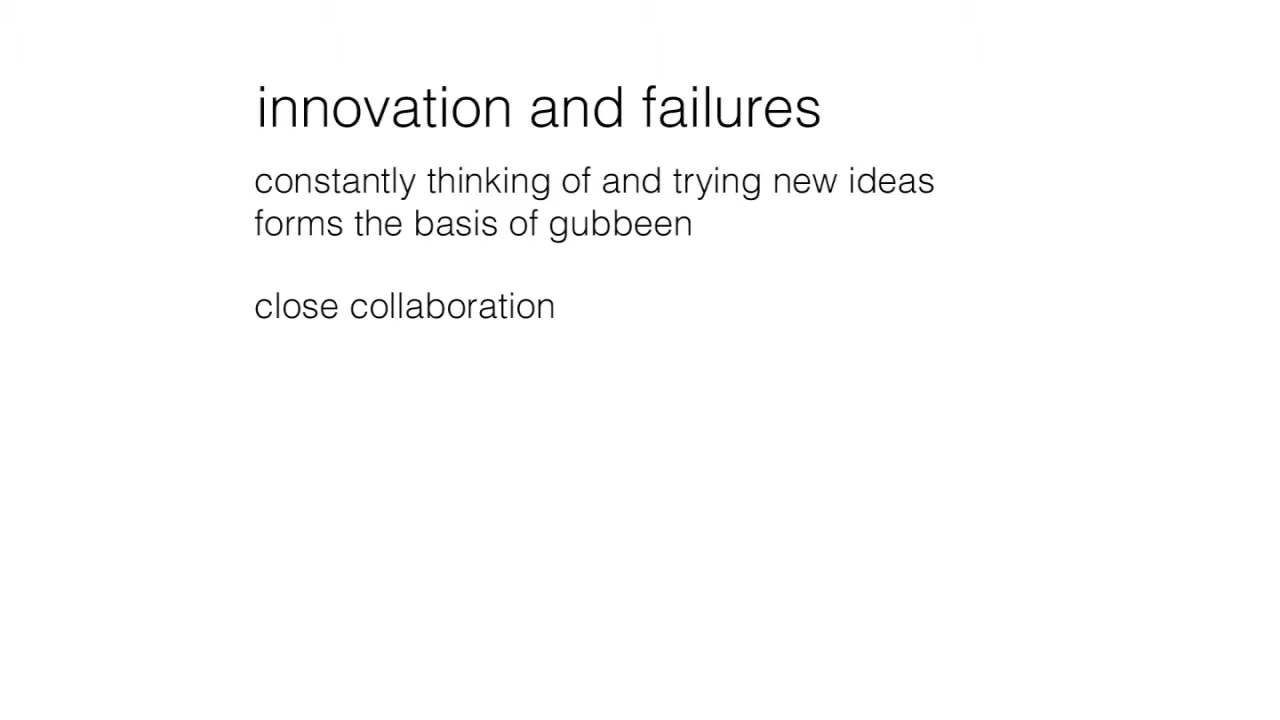 innovation and failures
constantly thinking of and trying new ideas
forms the basis of gubbeen
close collaboration